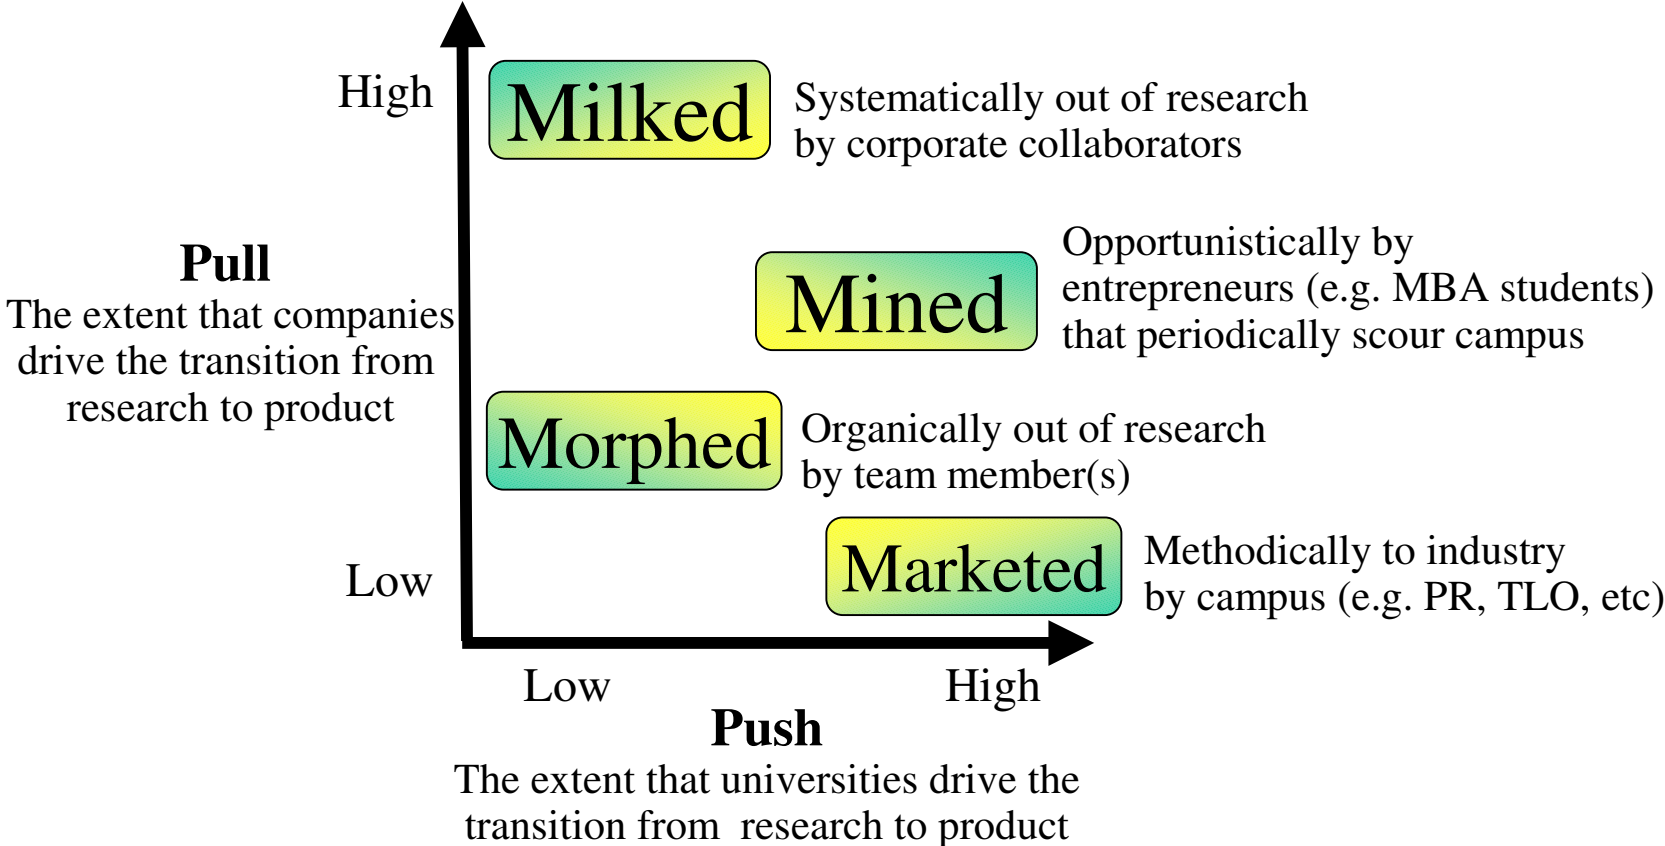 High
Milked
Systematically out of research
by corporate collaborators
Pull
The extent that companies
drive the transition from
research to product
Mined
Opportunistically by
entrepreneurs (e.g. MBA students)
that periodically scour campus
Morphed
Organically out of research
by team member(s)
Low
Marketed
Methodically to industry
by campus (e.g. PR, TLO, etc)
Low
High
Push
The extent that universities drive the
transition from research to product